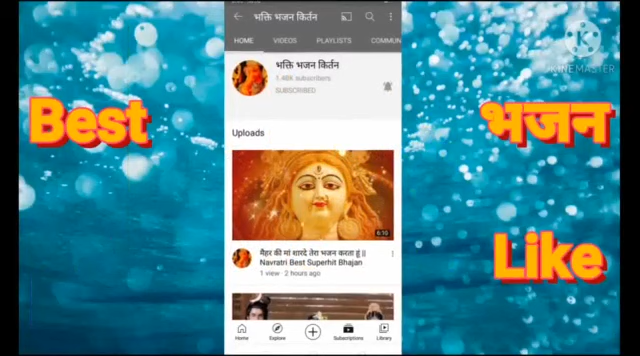 भक्ति भजन किर्तन
HOME VIDEOS PLAYLISTS COMMUN
भक्ति भजन किर्तन
1.48K subscribers
SUBSCRIBED
KINEMASTER
Best
भजन
Uploads
6:10
मैहर की मां शारदे तेरा भजन करता हूं ||
Navratri Best Superhit Bhajan
1 view · 2 hours ago
Like
Home Explore Subscriptions Library